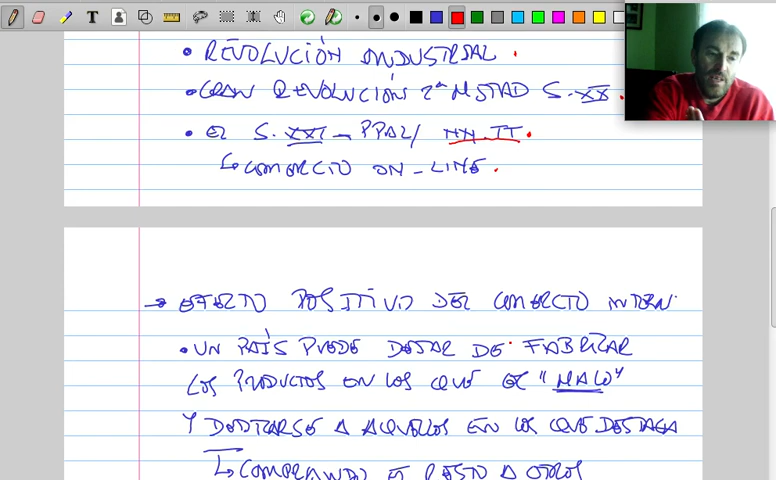 • REVOLUCIÓN INDUSTRIAL.
• GRAN REVOLUCIÓN 2ª MITAD S. XX.
• EL S. XXI - PPAL/ NN.TT.
↳ COMERCIO ON-LINE.
→ EFECTO POSITIVO DEL COMERCIO INTERN.
• UN PAÍS PUEDE DEJAR DE FABRICAR
LOS PRODUCTOS EN LOS QUE ES "MALO"
Y DEDICARSE A AQUELLOS EN LOS QUE DESTACA
↳ COMPRANDO EL RESTO A OTROS